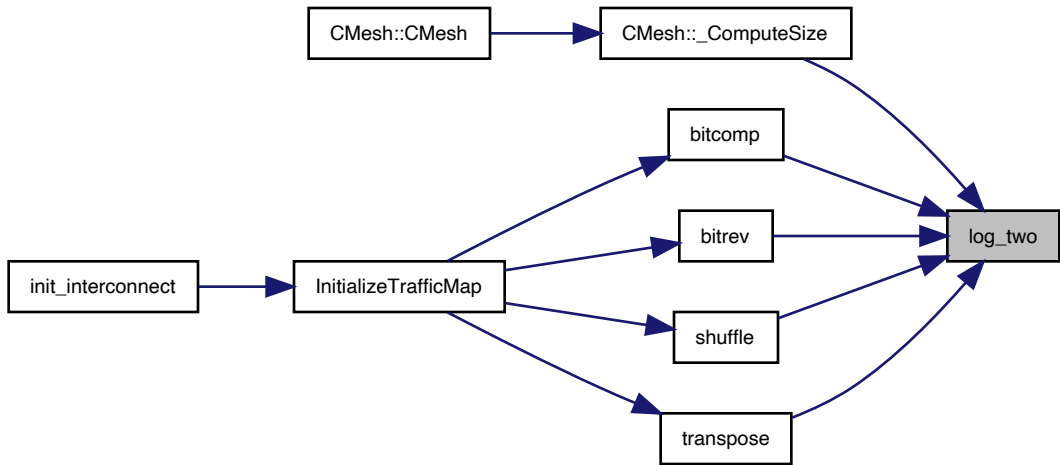 CMesh::CMesh
CMesh::_ComputeSize
bitcomp
bitrev
log_two
init_interconnect
InitializeTrafficMap
shuffle
transpose